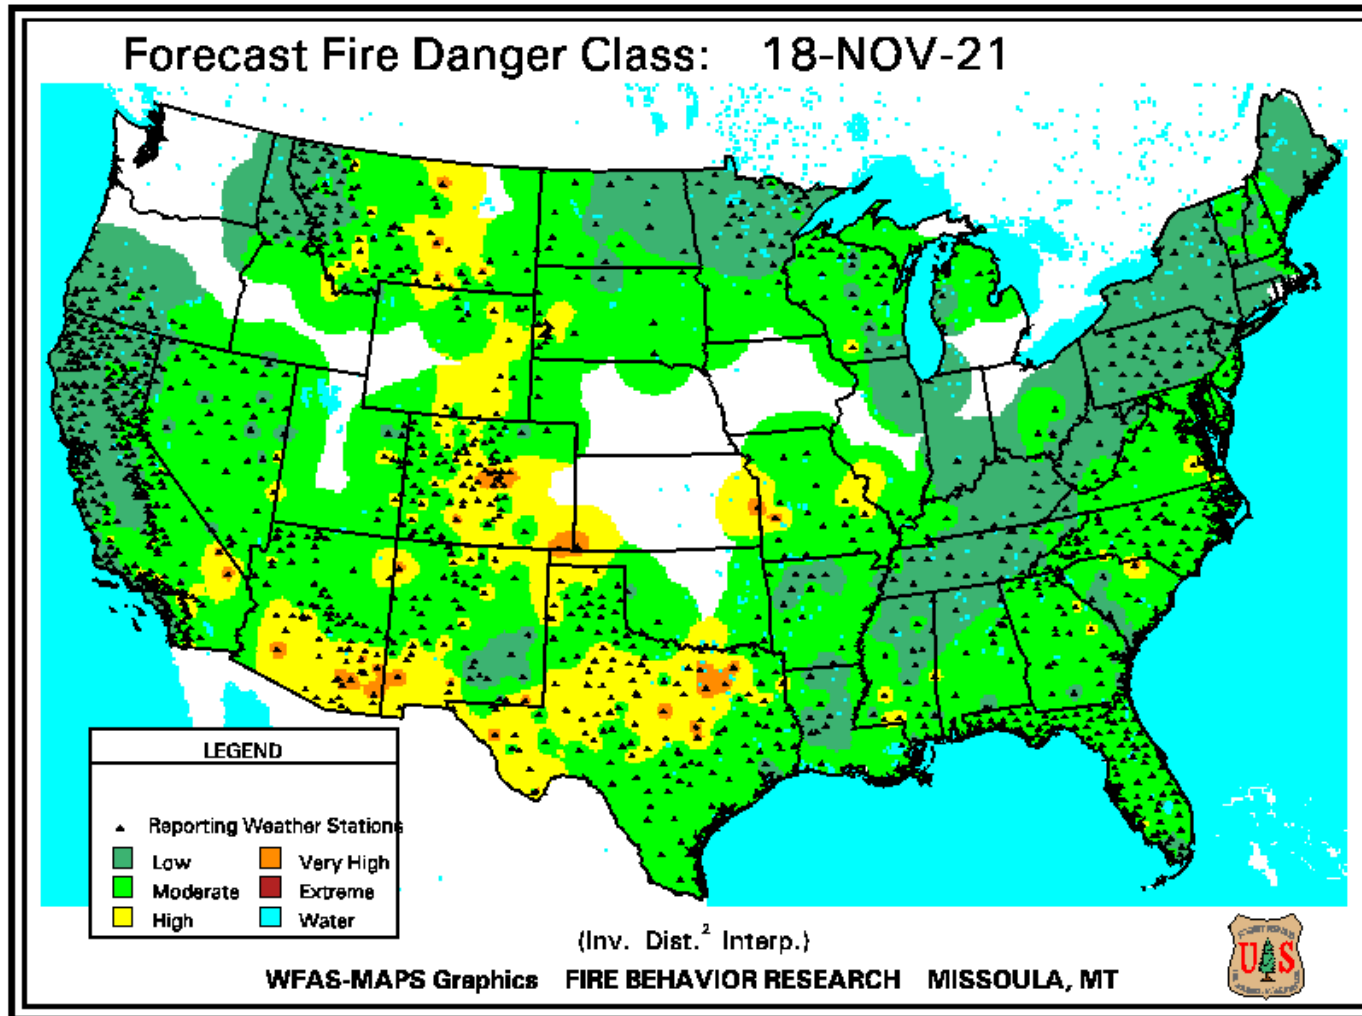 Forecast Fire Danger Class: 18-NOV-21
LEGEND
Reporting Weather Stations
Low Very High
Moderate Extreme
High Water
(Inv. Dist.² Interp.)
WFAS-MAPS Graphics FIRE BEHAVIOR RESEARCH MISSOULA, MT
US